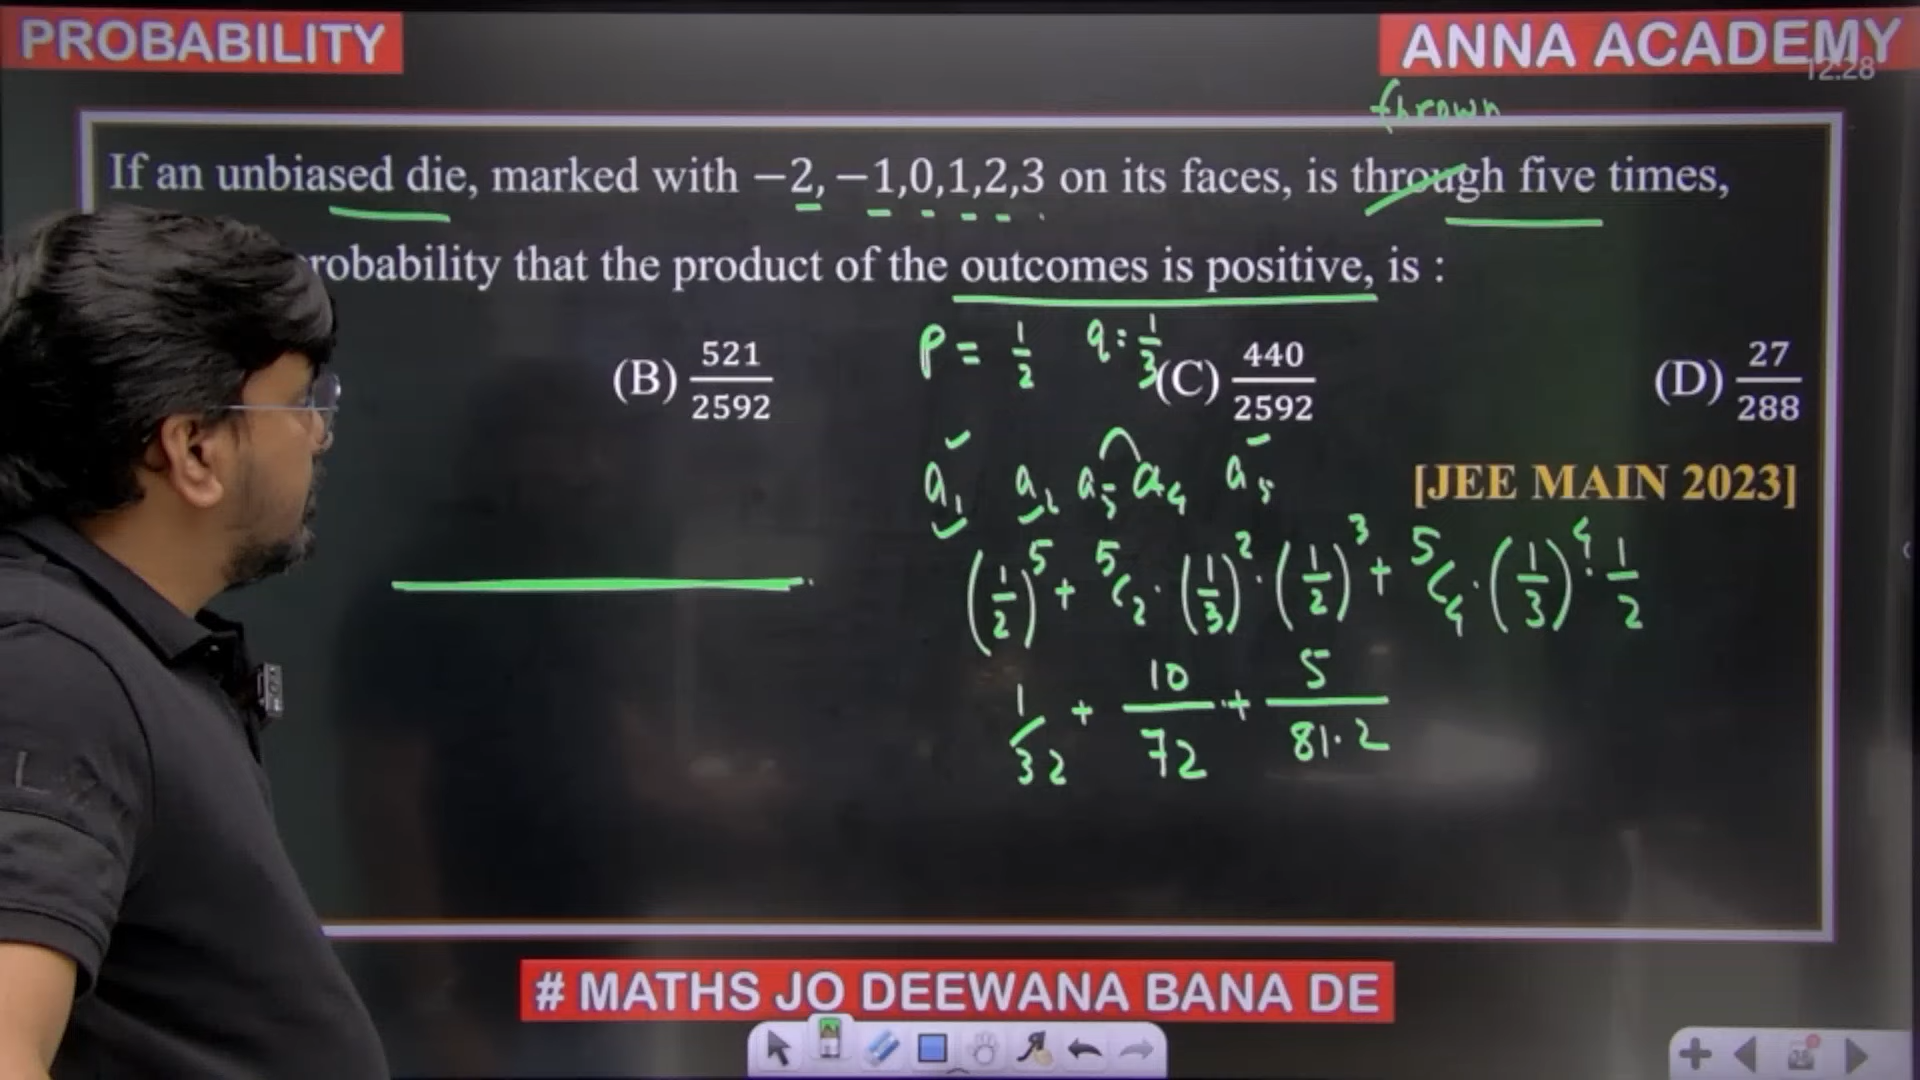 PROBABILITY
ANNA ACADEMY
12:28
thrown
If an unbiased die, marked with −2, −1,0,1,2,3 on its faces, is through five times,
robability that the product of the outcomes is positive, is :
P = 1/2 q = 1/3
(B) 521/2592 (C) 440/2592 (D) 27/288
a₁ a₂ a₃ a₄ a₅
[JEE MAIN 2023]
(1/2)⁵ + ⁵C₂ · (1/3)² · (1/2)³ + ⁵C₄ · (1/3)⁴ · 1/2
1/32 + 10/72 + 5/81·2
# MATHS JO DEEWANA BANA DE